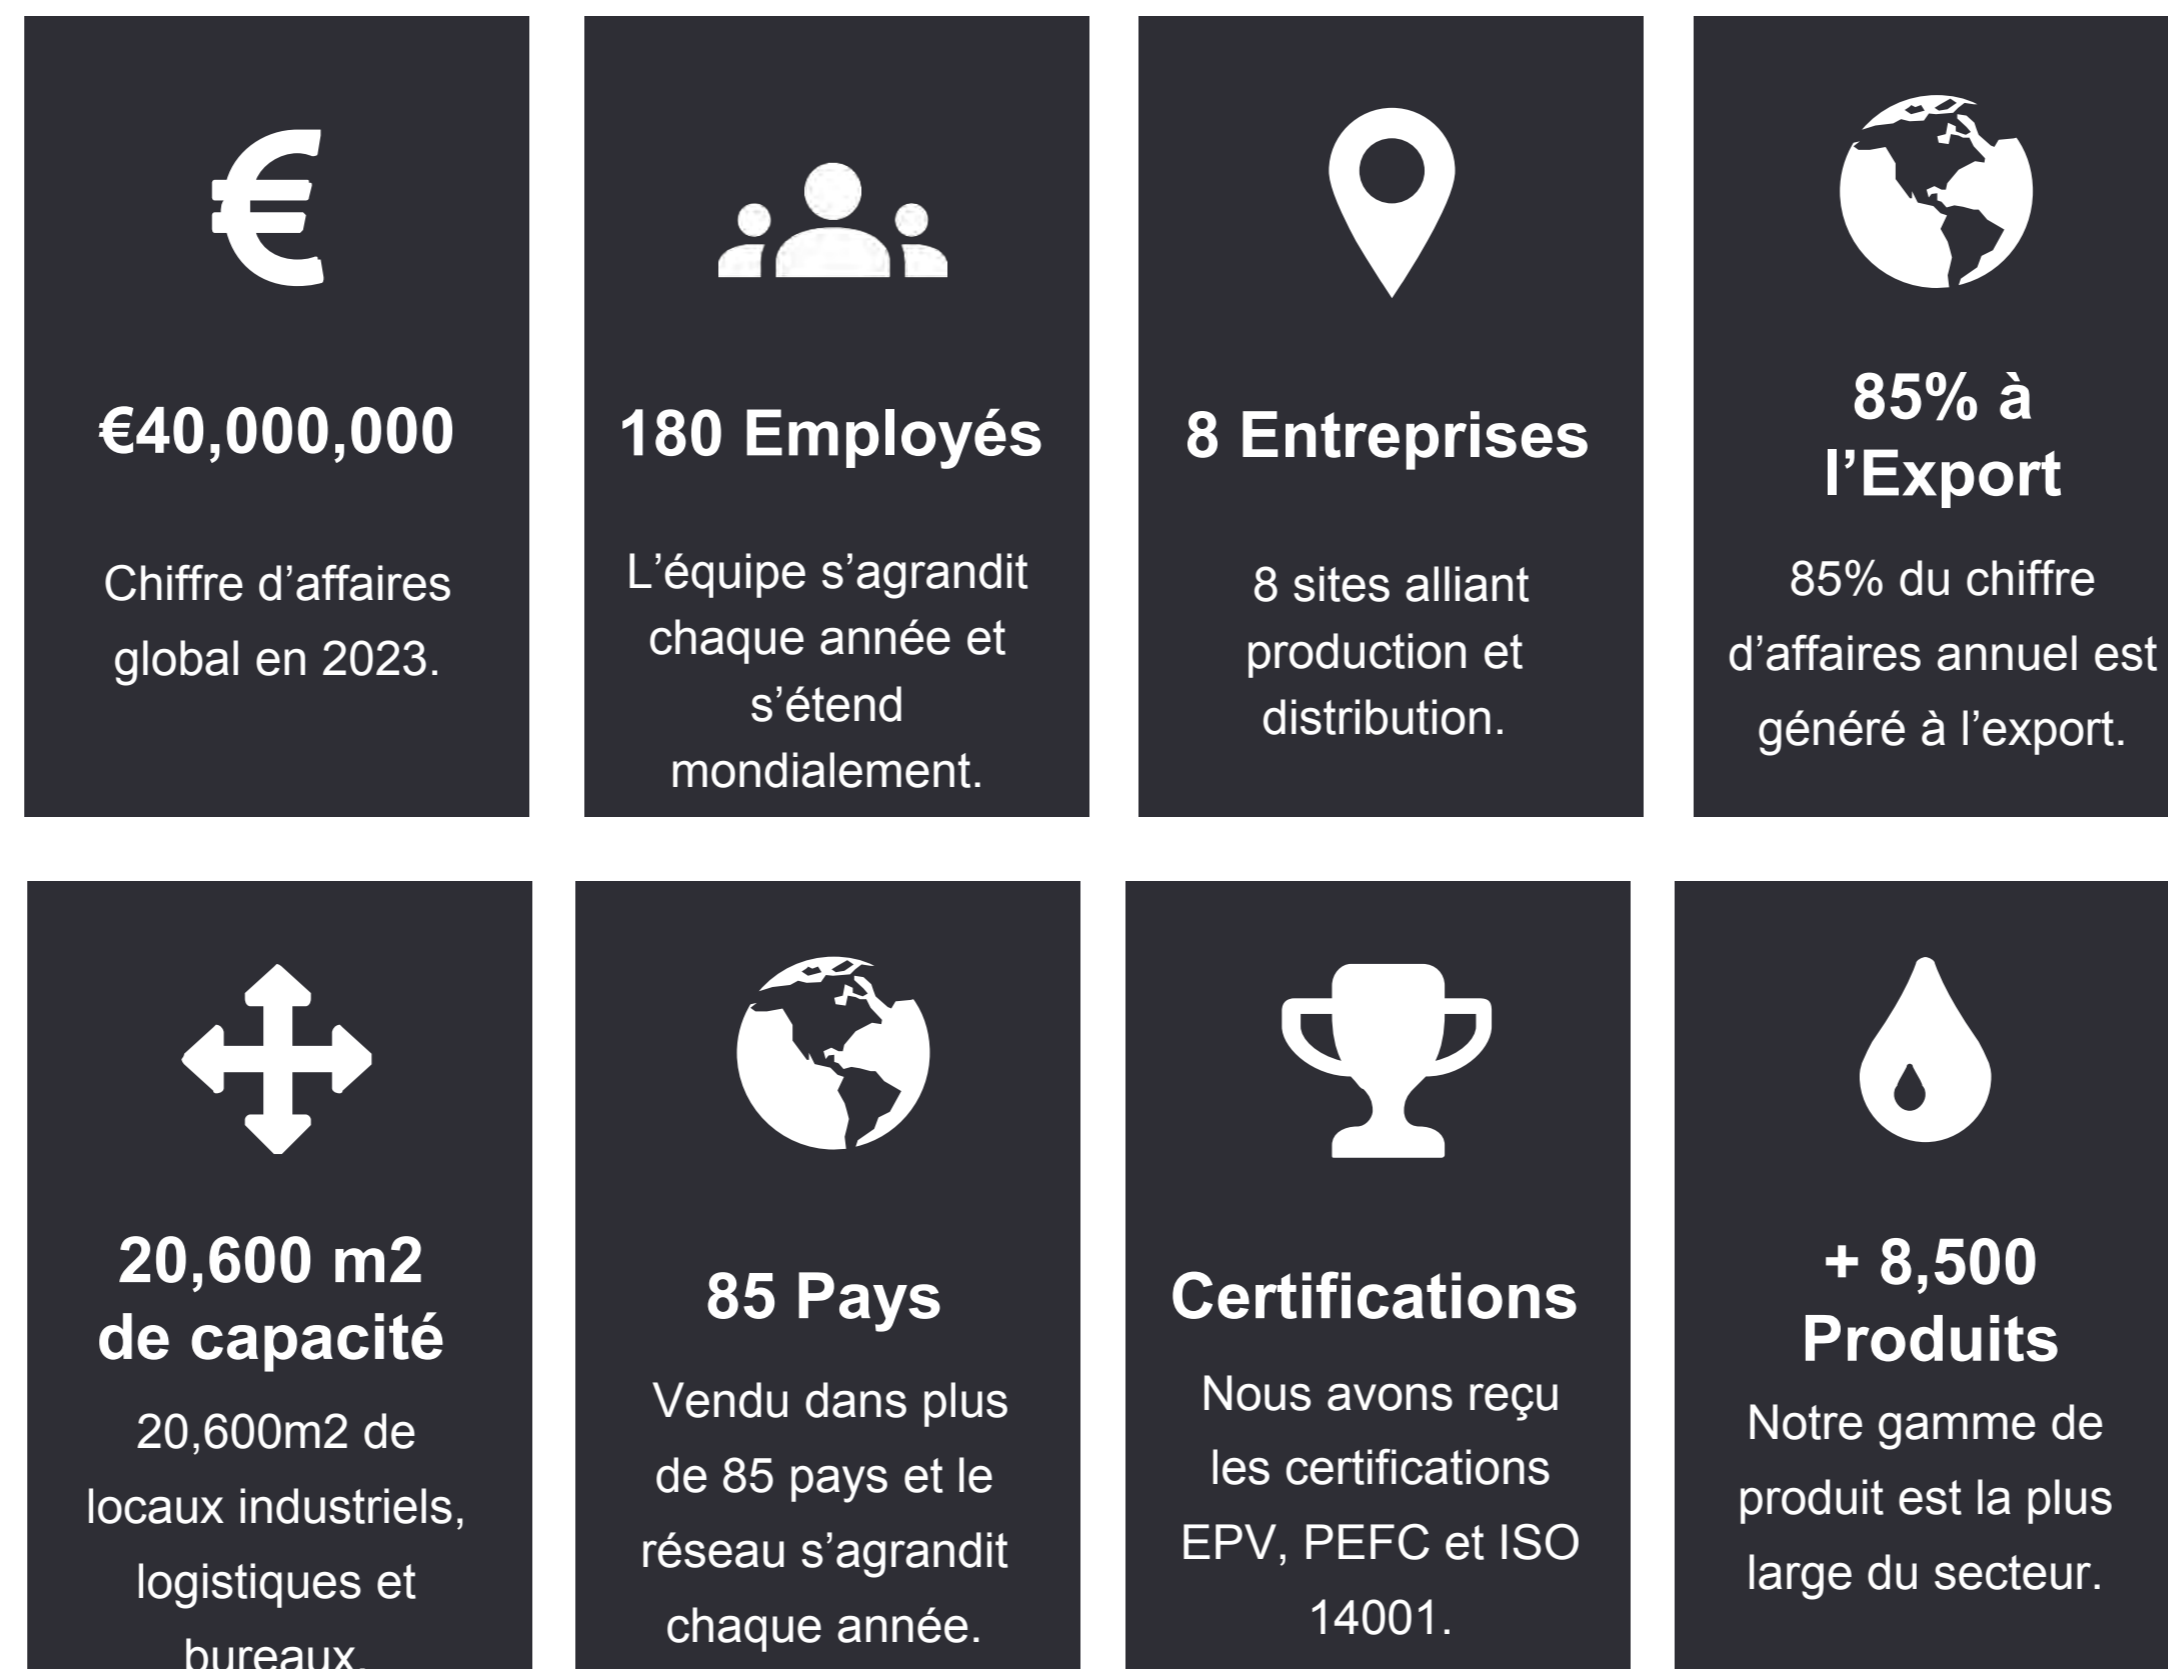 €40,000,000
Chiffre d’affaires
global en 2023.
180 Employés
L’équipe s’agrandit
chaque année et
s’étend
mondialement.
8 Entreprises
8 sites alliant
production et
distribution.
85% à
l’Export
85% du chiffre
d’affaires annuel est
généré à l’export.
20,600 m2
de capacité
20,600m2 de
locaux industriels,
logistiques et
bureaux.
85 Pays
Vendu dans plus
de 85 pays et le
réseau s’agrandit
chaque année.
Certifications
Nous avons reçu
les certifications
EPV, PEFC et ISO
14001.
+ 8,500
Produits
Notre gamme de
produit est la plus
large du secteur.